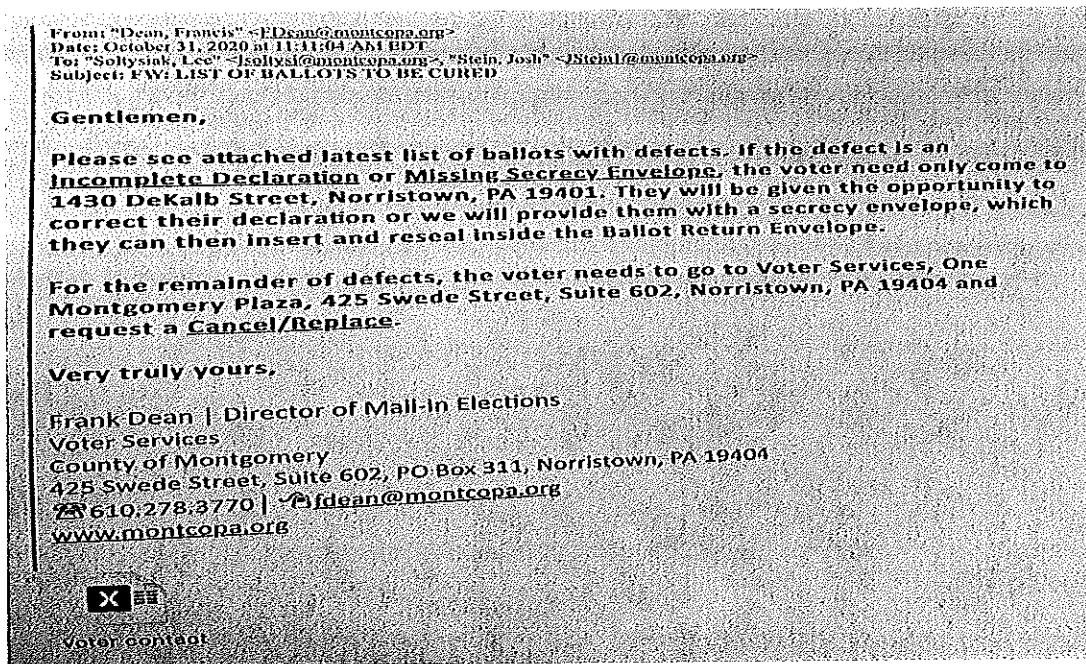 From: "Dean, Francis" <FDean@montcopa.org>
Date: October 31, 2020 at 11:11:04 AM EDT
To: "Soltysiak, Lee" <lsoltysi@montcopa.org>, "Stein, Josh" <JStein1@montcopa.org>
Subject: FW: LIST OF BALLOTS TO BE CURED
Gentlemen,
Please see attached latest list of ballots with defects. If the defect is an
Incomplete Declaration or Missing Secrecy Envelope, the voter need only come to
1430 DeKalb Street, Norristown, PA 19401. They will be given the opportunity to
correct their declaration or we will provide them with a secrecy envelope, which
they can then insert and reseal inside the Ballot Return Envelope.
For the remainder of defects, the voter needs to go to Voter Services, One
Montgomery Plaza, 425 Swede Street, Suite 602, Norristown, PA 19404 and
request a Cancel/Replace.
Very truly yours,
Frank Dean | Director of Mail-In Elections
Voter Services
County of Montgomery
425 Swede Street, Suite 602, PO Box 311, Norristown, PA 19404
☎610.278.3770 | fdean@montcopa.org
www.montcopa.org
X
Voter contact